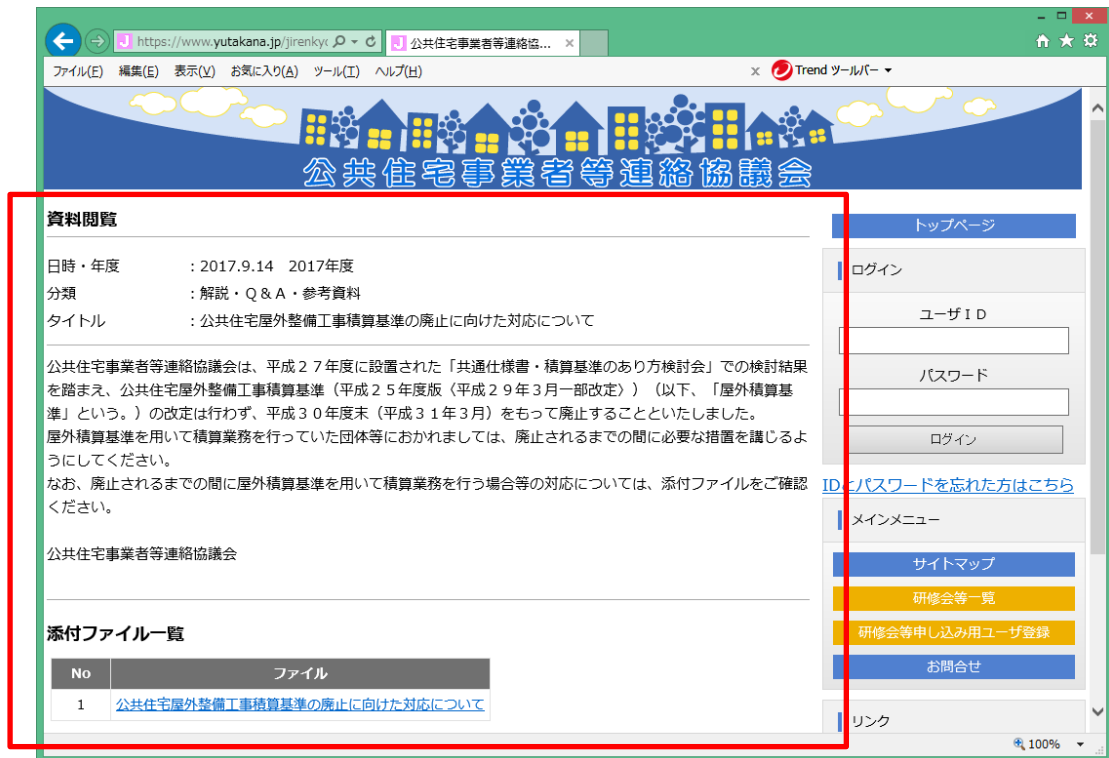 https://www.yutakana.jp/jirenkyo
公共住宅事業者等連絡協...
ファイル(F) 編集(E) 表示(V) お気に入り(A) ツール(T) ヘルプ(H)
x Trend ツールバー
公共住宅事業者等連絡協議会
資料閲覧
日時・年度 ：2017.9.14 2017年度
分類 ：解説・Ｑ＆Ａ・参考資料
タイトル ：公共住宅屋外整備工事積算基準の廃止に向けた対応について
公共住宅事業者等連絡協議会は、平成２７年度に設置された「共通仕様書・積算基準のあり方検討会」での検討結果
を踏まえ、公共住宅屋外整備工事積算基準（平成２５年度版〈平成２９年３月一部改定〉）（以下、「屋外積算基
準」という。）の改定は行わず、平成３０年度末（平成３１年３月）をもって廃止することといたしました。
屋外積算基準を用いて積算業務を行っていた団体等におかれましては、廃止されるまでの間に必要な措置を講じるよ
うにしてください。
なお、廃止されるまでの間に屋外積算基準を用いて積算業務を行う場合等の対応については、添付ファイルをご確認
ください。
公共住宅事業者等連絡協議会
添付ファイル一覧
No ファイル
1 公共住宅屋外整備工事積算基準の廃止に向けた対応について
トップページ
ログイン
ユーザＩＤ
パスワード
ログイン
IDとパスワードを忘れた方はこちら
メインメニュー
サイトマップ
研修会等一覧
研修会等申し込み用ユーザ登録
お問合せ
リンク
100%